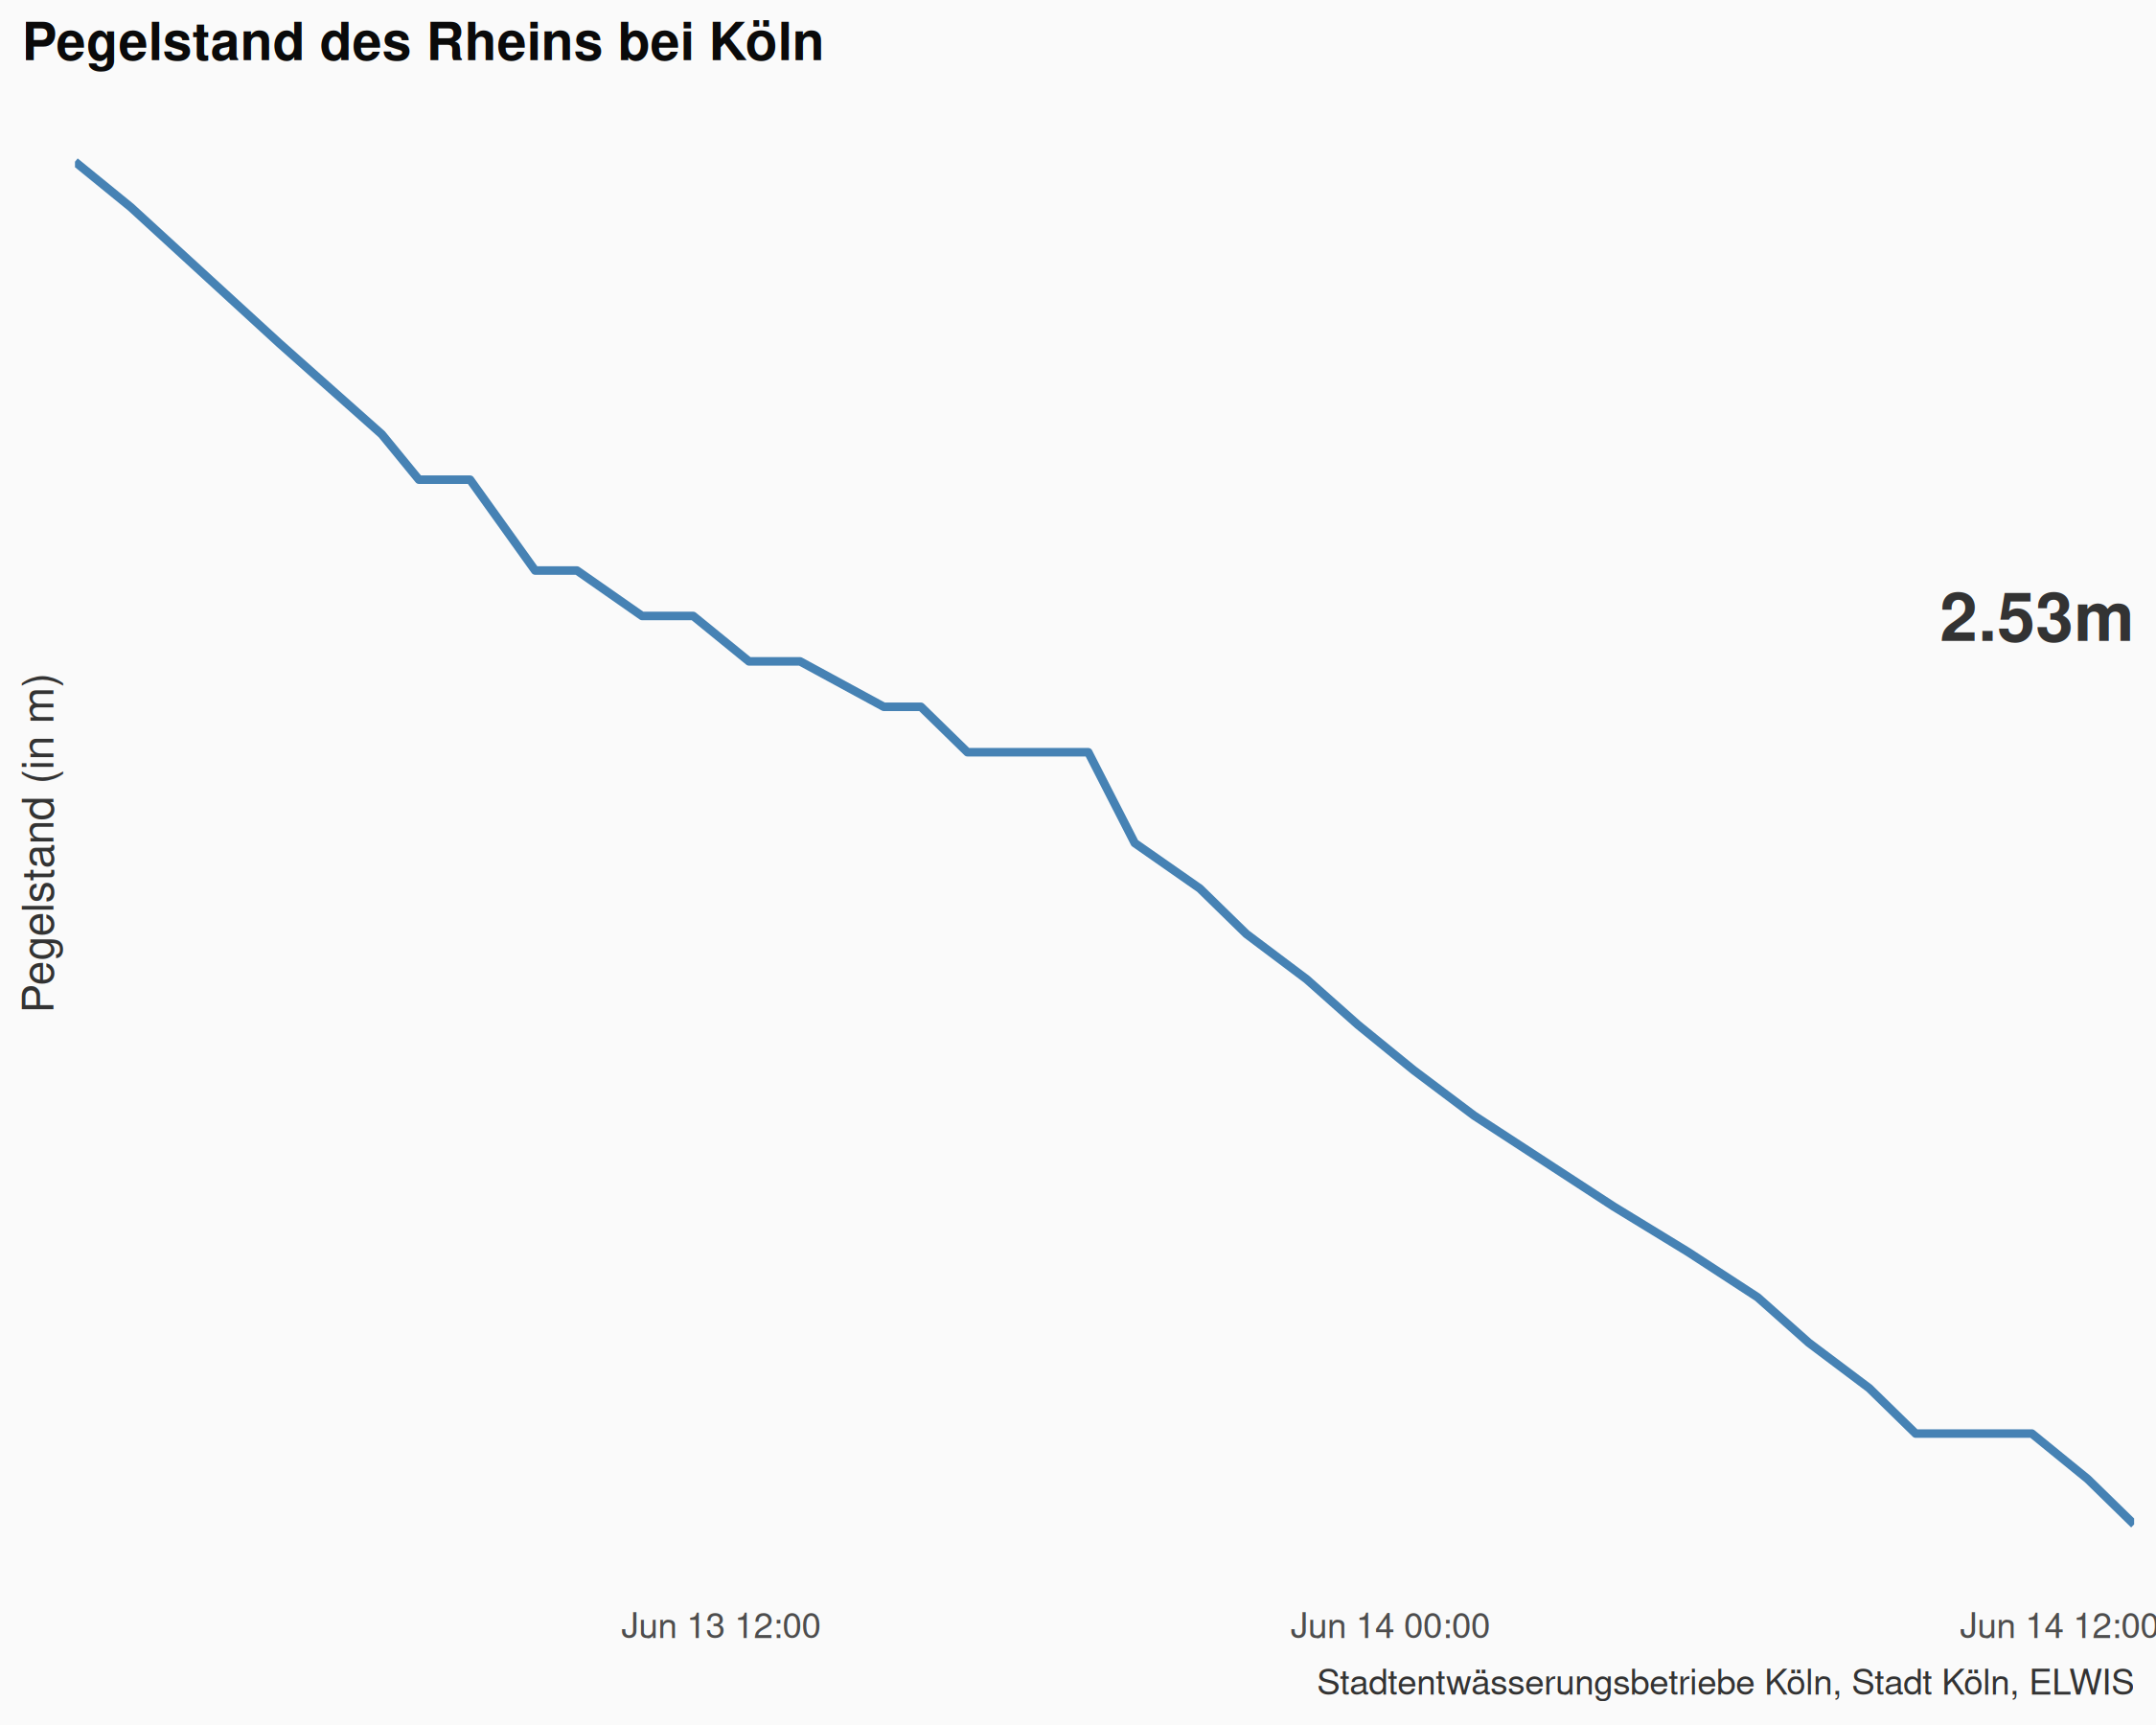 Pegelstand des Rheins bei Köln
2.53m
Pegelstand (in m)
Jun 13 12:00
Jun 14 00:00
Jun 14 12:00
Stadtentwässerungsbetriebe Köln, Stadt Köln, ELWIS